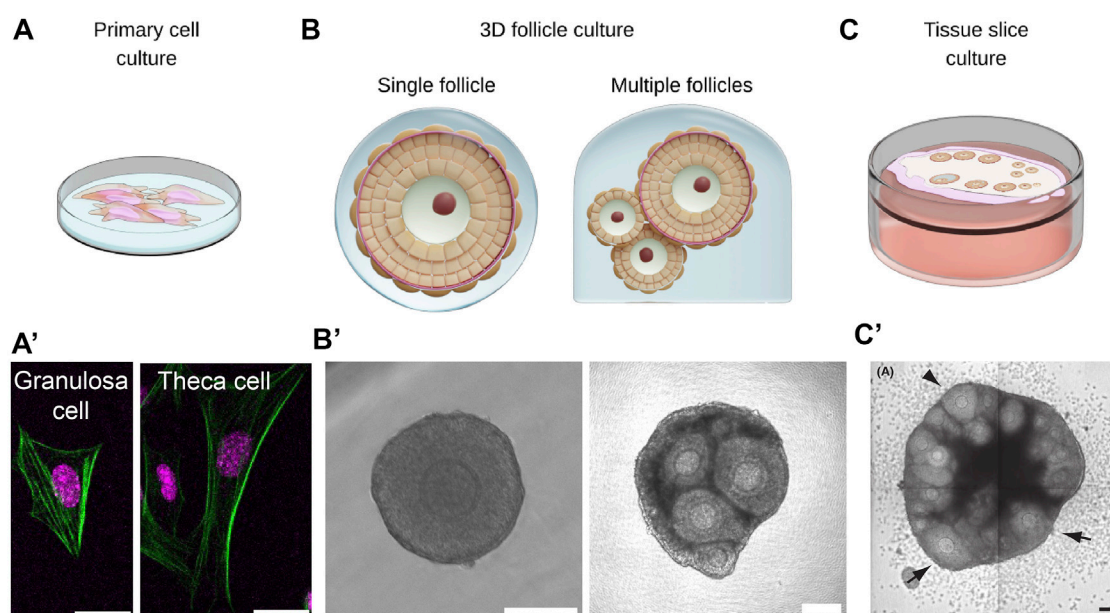 A
Primary cell
culture
B
3D follicle culture
Single follicle
Multiple follicles
C
Tissue slice
culture
A'
Granulosa
cell
Theca cell
B'
C'
(A)